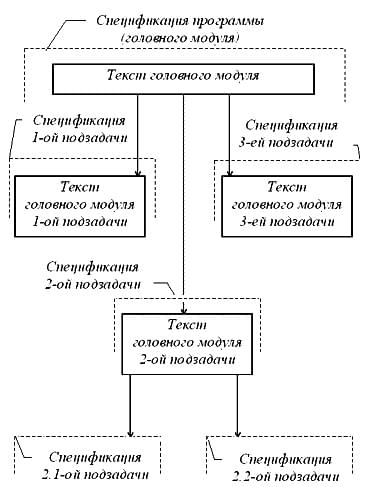 Спецификация программы
(головного модуля)
Текст головного модуля
Спецификация
1-ой подзадачи
Спецификация
3-ей подзадачи
Текст
головного модуля
1-ой подзадачи
Текст
головного модуля
3-ей подзадачи
Спецификация
2-ой подзадачи
Текст
головного модуля
2-ой подзадачи
Спецификация
2.1-ой подзадачи
Спецификация
2.2-ой подзадачи